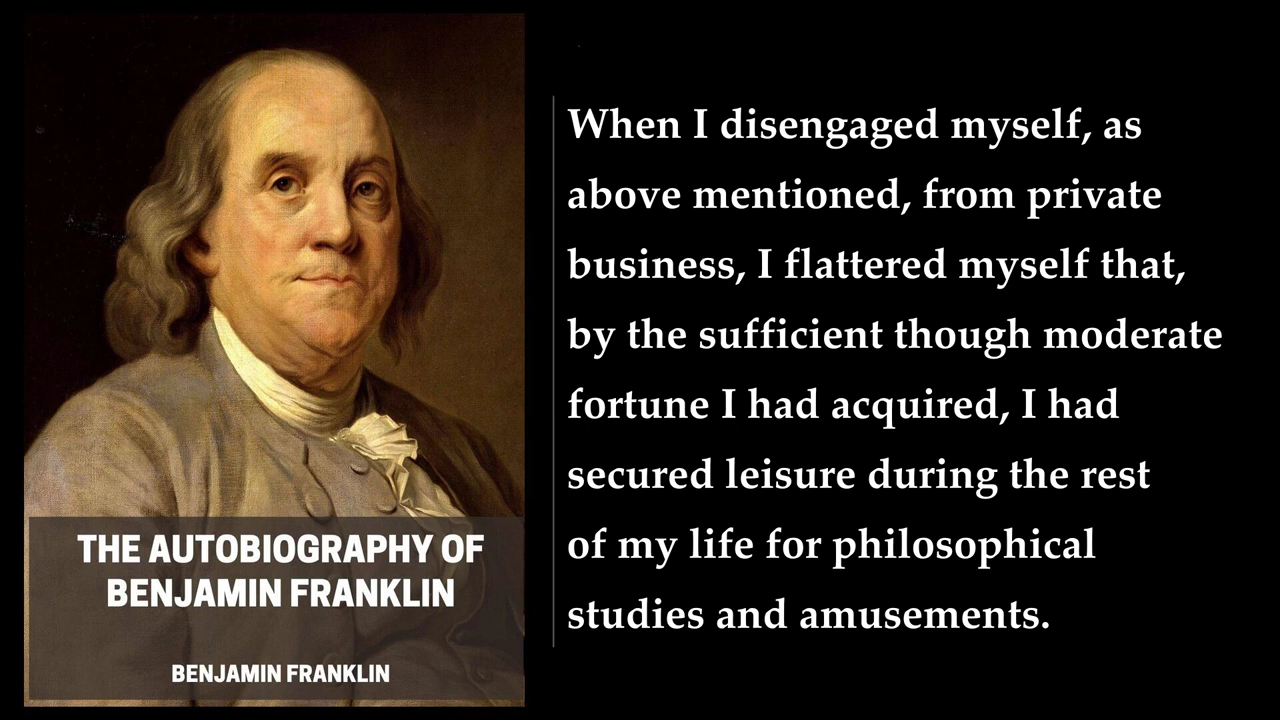 THE AUTOBIOGRAPHY OF
BENJAMIN FRANKLIN
BENJAMIN FRANKLIN
When I disengaged myself, as
above mentioned, from private
business, I flattered myself that,
by the sufficient though moderate
fortune I had acquired, I had
secured leisure during the rest
of my life for philosophical
studies and amusements.